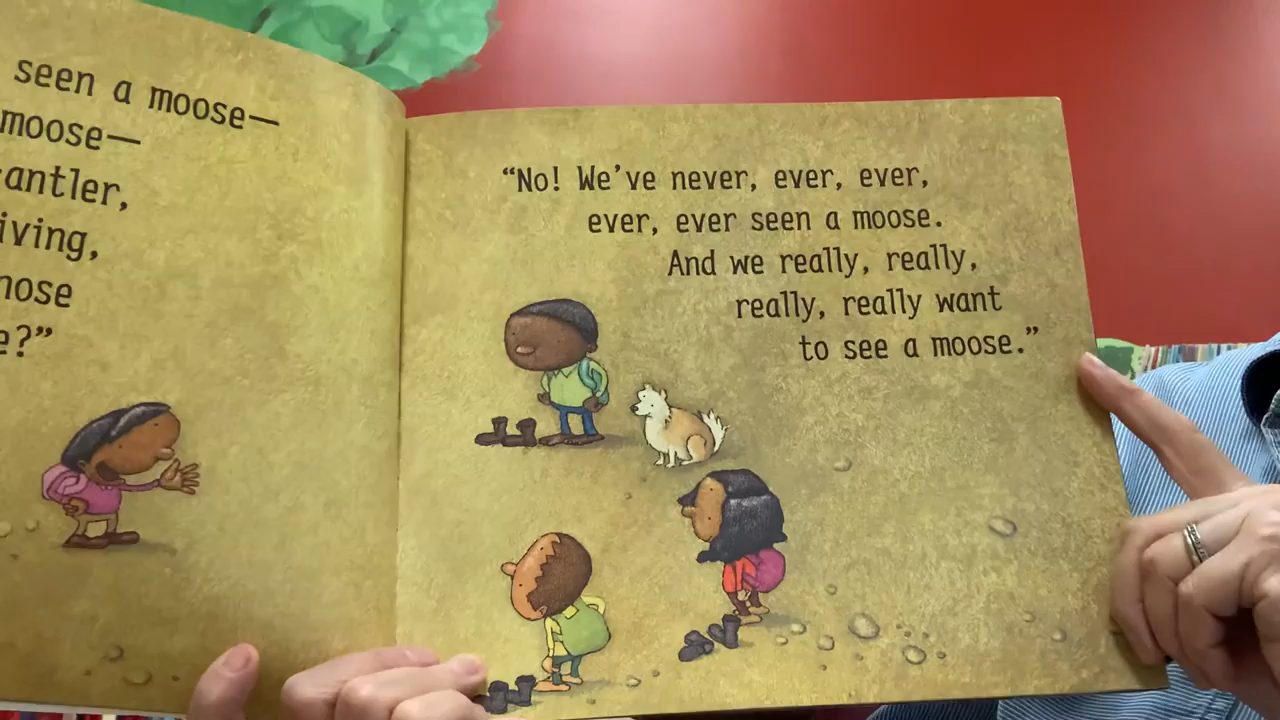 seen a moose—
moose—
antler,
iving,
nose
e?”
“No! We’ve never, ever, ever,
ever, ever seen a moose.
And we really, really,
really, really want
to see a moose.”